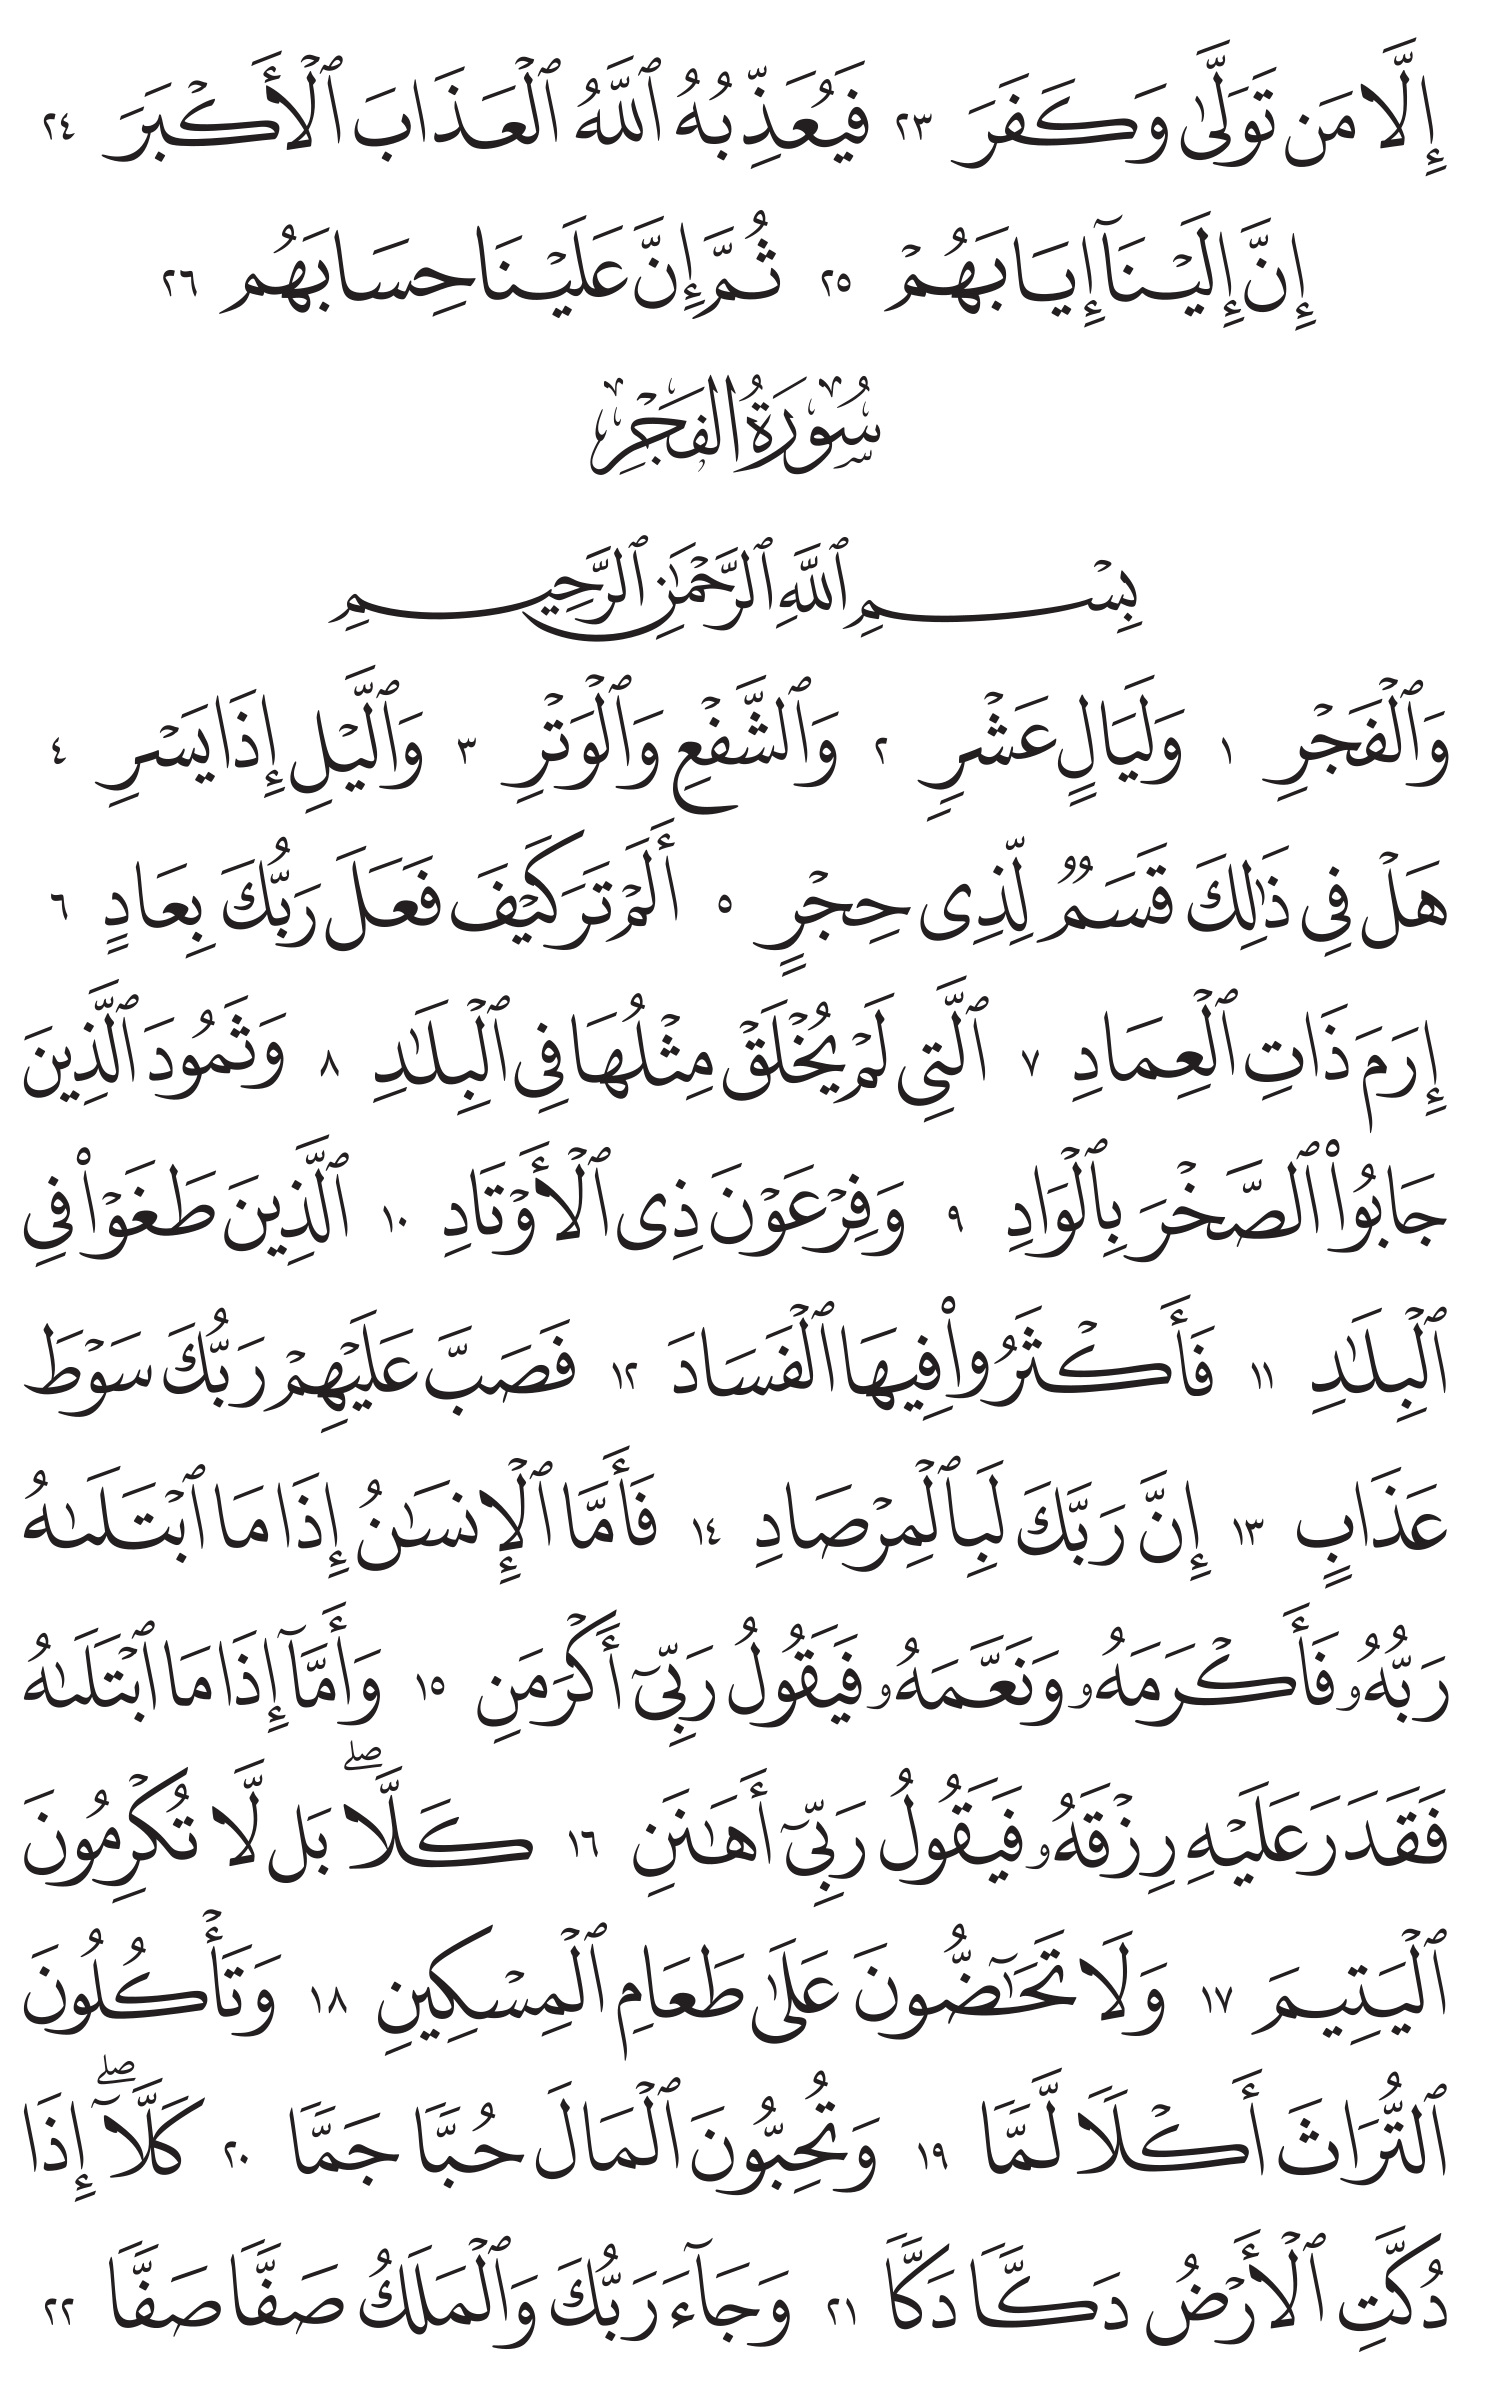 إِلَّا مَن تَوَلَّىٰ وَكَفَرَ ٢٣ فَيُعَذِّبُهُ ٱللَّهُ ٱلْعَذَابَ ٱلْأَكْبَرَ ٢٤
إِنَّ إِلَيْنَآ إِيَابَهُمْ ٢٥ ثُمَّ إِنَّ عَلَيْنَا حِسَابَهُم ٢٦
سُورَةُ الفَجْرِ
بِسْمِ ٱللَّهِ ٱلرَّحْمَٰنِ ٱلرَّحِيمِ
وَٱلْفَجْرِ ١ وَلَيَالٍ عَشْرٍ ٢ وَٱلشَّفْعِ وَٱلْوَتْرِ ٣ وَٱلَّيْلِ إِذَا يَسْرِ ٤
هَلْ فِى ذَٰلِكَ قَسَمٌ لِّذِى حِجْرٍ ٥ أَلَمْ تَرَ كَيْفَ فَعَلَ رَبُّكَ بِعَادٍ ٦
إِرَمَ ذَاتِ ٱلْعِمَادِ ٧ ٱلَّتِى لَمْ يُخْلَقْ مِثْلُهَا فِى ٱلْبِلَٰدِ ٨ وَثَمُودَ ٱلَّذِينَ
جَابُوا۟ ٱلصَّخْرَ بِٱلْوَادِ ٩ وَفِرْعَوْنَ ذِى ٱلْأَوْتَادِ ١٠ ٱلَّذِينَ طَغَوْا۟ فِى
ٱلْبِلَٰدِ ١١ فَأَكْثَرُوا۟ فِيهَا ٱلْفَسَادَ ١٢ فَصَبَّ عَلَيْهِمْ رَبُّكَ سَوْطَ
عَذَابٍ ١٣ إِنَّ رَبَّكَ لَبِٱلْمِرْصَادِ ١٤ فَأَمَّا ٱلْإِنسَٰنُ إِذَا مَا ٱبْتَلَىٰهُ
رَبُّهُۥ فَأَكْرَمَهُۥ وَنَعَّمَهُۥ فَيَقُولُ رَبِّىٓ أَكْرَمَنِ ١٥ وَأَمَّآ إِذَا مَا ٱبْتَلَىٰهُ
فَقَدَرَ عَلَيْهِ رِزْقَهُۥ فَيَقُولُ رَبِّىٓ أَهَٰنَنِ ١٦ كَلَّا ۖ بَل لَّا تُكْرِمُونَ
ٱلْيَتِيمَ ١٧ وَلَا تَحَٰٓضُّونَ عَلَىٰ طَعَامِ ٱلْمِسْكِينِ ١٨ وَتَأْكُلُونَ
ٱلتُّرَاثَ أَكْلًا لَّمًّا ١٩ وَتُحِبُّونَ ٱلْمَالَ حُبًّا جَمًّا ٢٠ كَلَّآ ۖ إِذَا
دُكَّتِ ٱلْأَرْضُ دَكًّا دَكًّا ٢١ وَجَآءَ رَبُّكَ وَٱلْمَلَكُ صَفًّا صَفًّا ٢٢